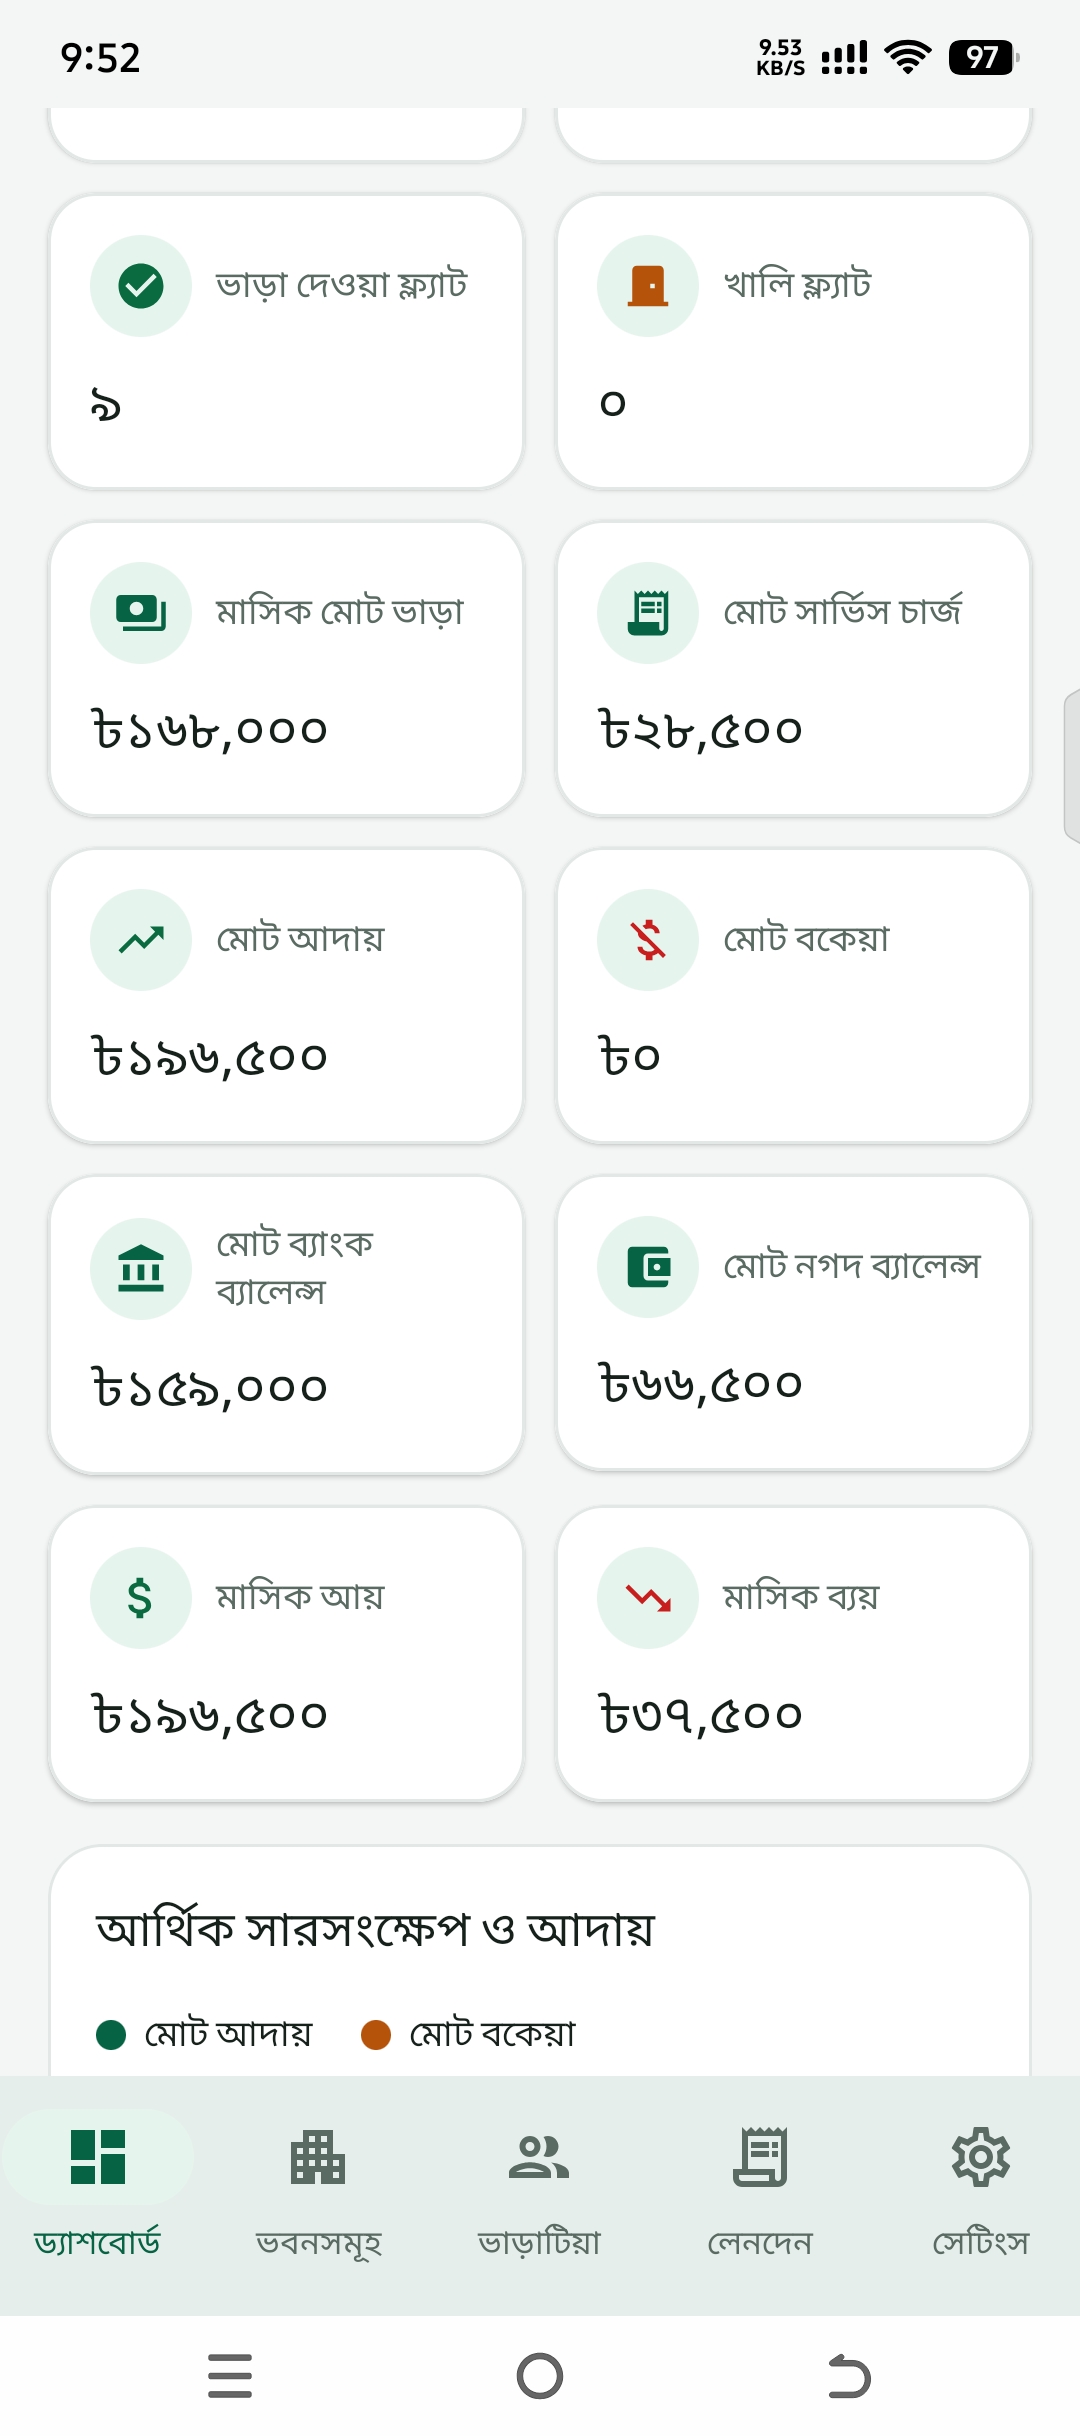 9:52
9.53
KB/S
97
ভাড়া দেওয়া ফ্ল্যাট
খালি ফ্ল্যাট
৯
০
মাসিক মোট ভাড়া
মোট সার্ভিস চার্জ
৳১৬৮,০০০
৳২৮,৫০০
মোট আদায়
মোট বকেয়া
৳১৯৬,৫০০
৳০
মোট ব্যাংক
ব্যালেন্স
মোট নগদ ব্যালেন্স
৳১৫৯,০০০
৳৬৬,৫০০
মাসিক আয়
মাসিক ব্যয়
৳১৯৬,৫০০
৳৩৭,৫০০
আর্থিক সারসংক্ষেপ ও আদায়
মোট আদায়
মোট বকেয়া
ড্যাশবোর্ড
ভবনসমূহ
ভাড়াটিয়া
লেনদেন
সেটিংস